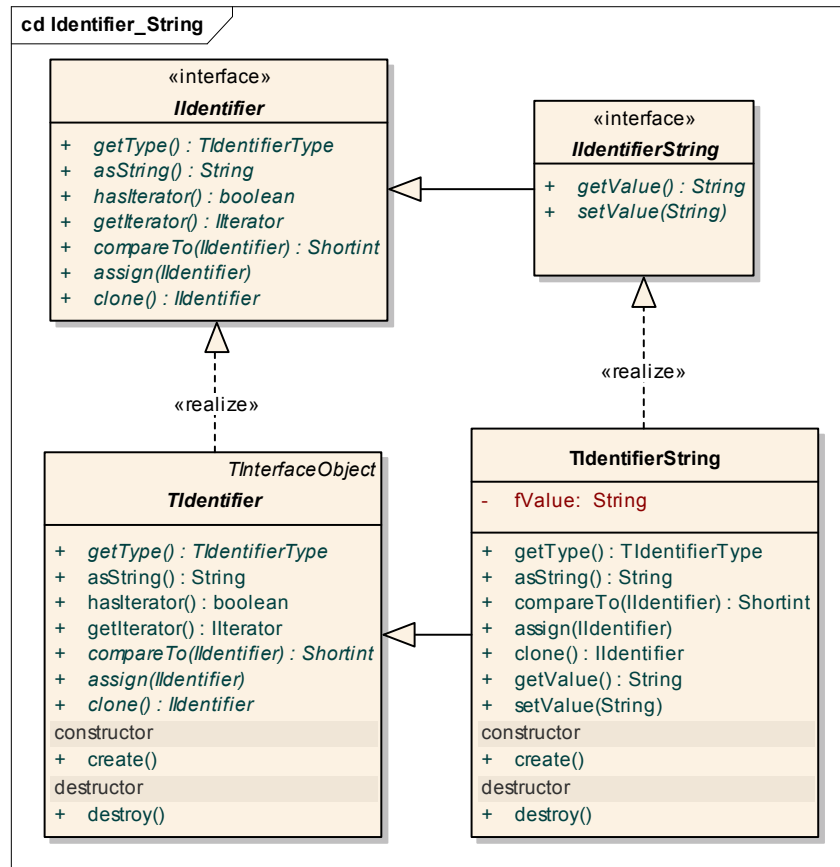 cd Identifier_String
«interface»
IIdentifier
+ getType() : TIdentifierType
+ asString() : String
+ hasIterator() : boolean
+ getIterator() : IIterator
+ compareTo(IIdentifier) : Shortint
+ assign(IIdentifier)
+ clone() : IIdentifier
«interface»
IIdentifierString
+ getValue() : String
+ setValue(String)
«realize»
«realize»
TInterfaceObject
TIdentifier
+ getType() : TIdentifierType
+ asString() : String
+ hasIterator() : boolean
+ getIterator() : IIterator
+ compareTo(IIdentifier) : Shortint
+ assign(IIdentifier)
+ clone() : IIdentifier
constructor
+ create()
destructor
+ destroy()
TIdentifierString
- fValue: String
+ getType() : TIdentifierType
+ asString() : String
+ compareTo(IIdentifier) : Shortint
+ assign(IIdentifier)
+ clone() : IIdentifier
+ getValue() : String
+ setValue(String)
constructor
+ create()
destructor
+ destroy()